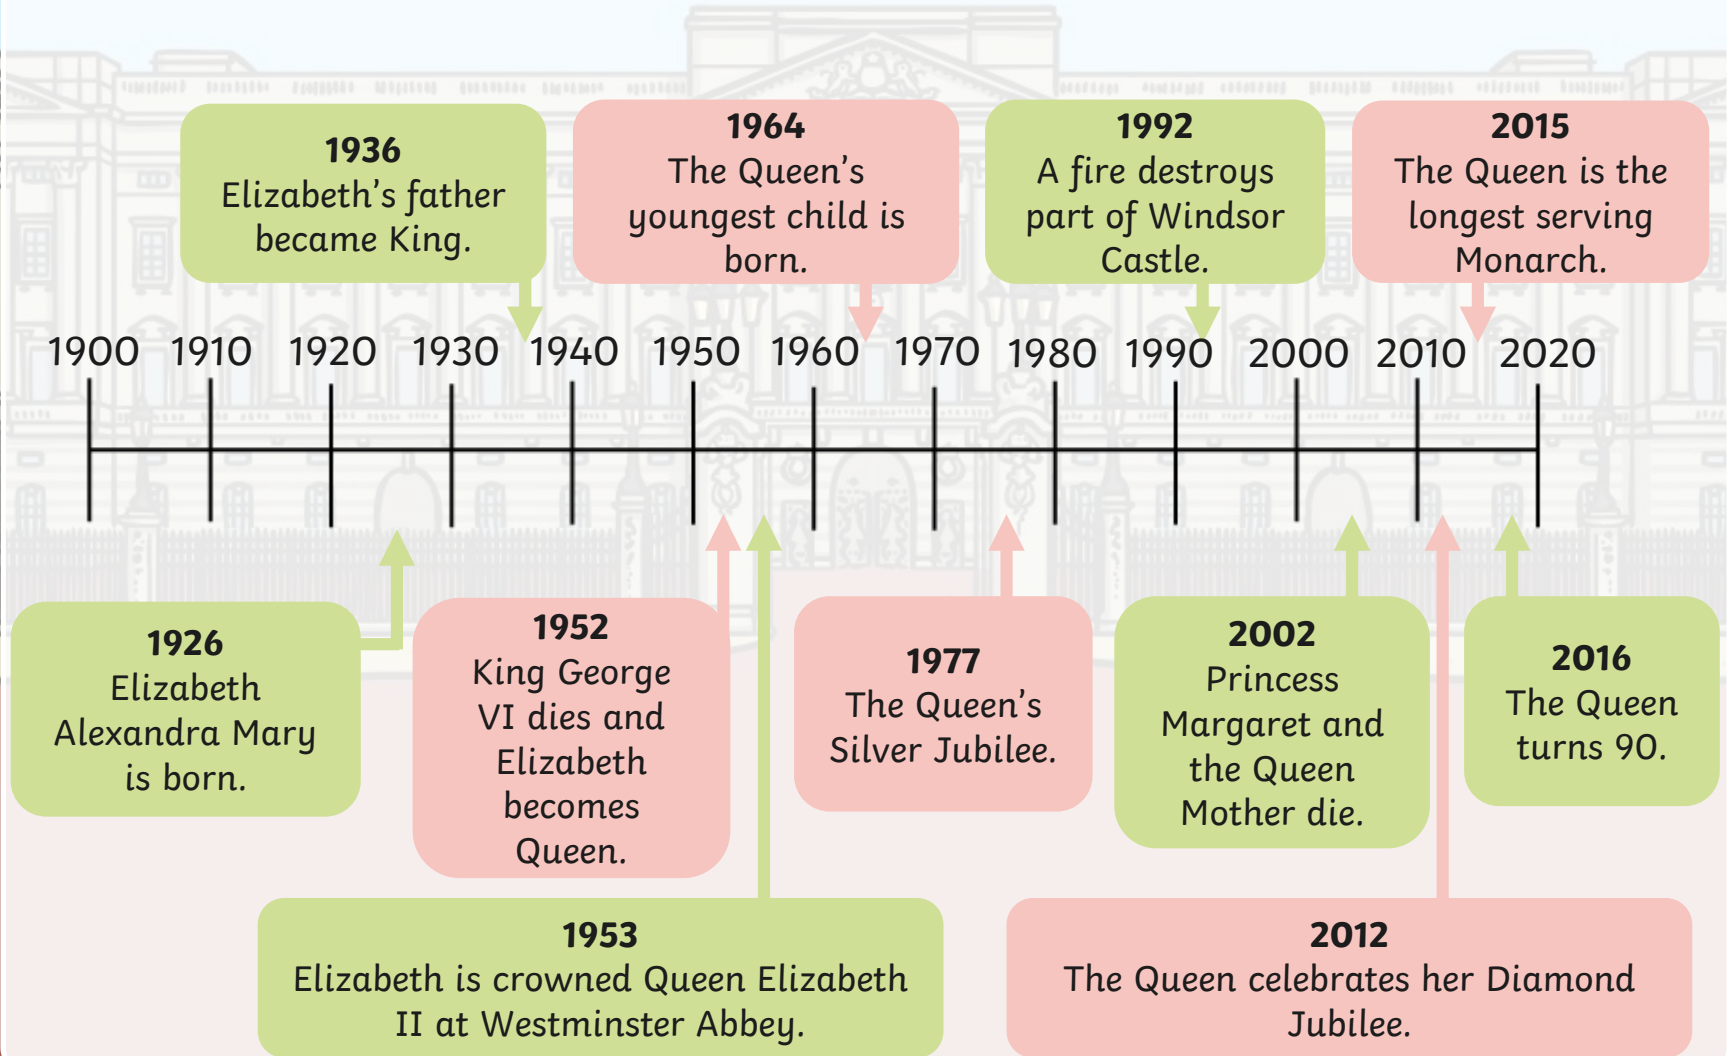 1936
Elizabeth's father
became King.
1964
The Queen's
youngest child is
born.
1992
A fire destroys
part of Windsor
Castle.
2015
The Queen is the
longest serving
Monarch.
1900 1910 1920 1930 1940 1950 1960 1970 1980 1990 2000 2010 2020
1926
Elizabeth
Alexandra Mary
is born.
1952
King George
VI dies and
Elizabeth
becomes
Queen.
1977
The Queen's
Silver Jubilee.
2002
Princess
Margaret and
the Queen
Mother die.
2016
The Queen
turns 90.
1953
Elizabeth is crowned Queen Elizabeth
II at Westminster Abbey.
2012
The Queen celebrates her Diamond
Jubilee.